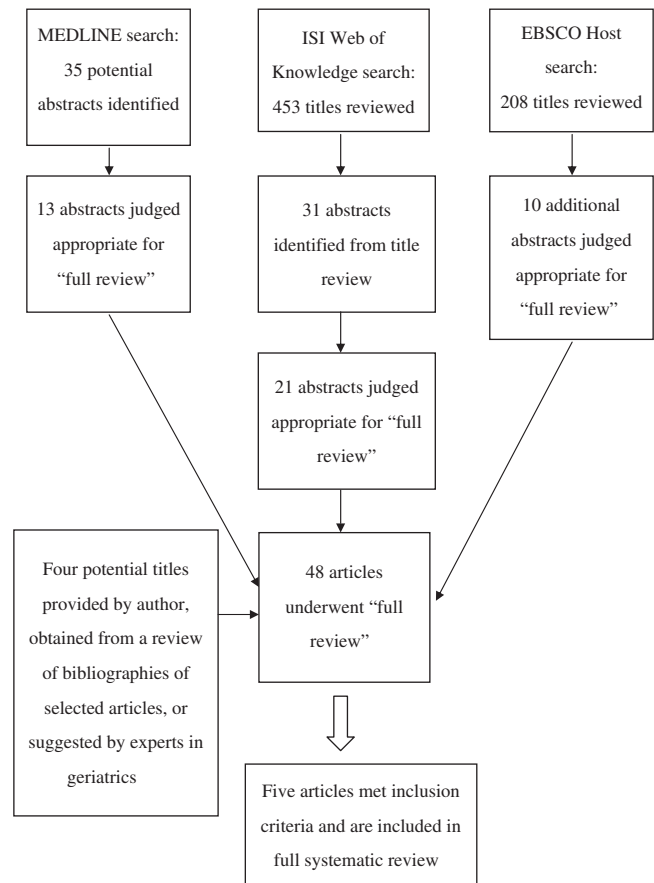 MEDLINE search:
35 potential
abstracts identified
ISI Web of
Knowledge search:
453 titles reviewed
EBSCO Host
search:
208 titles reviewed
13 abstracts judged
appropriate for
“full review”
31 abstracts
identified from title
review
10 additional
abstracts judged
appropriate for
“full review”
21 abstracts judged
appropriate for “full
review”
Four potential titles
provided by author,
obtained from a review
of bibliographies of
selected articles, or
suggested by experts in
geriatrics
48 articles
underwent “full
review”
Five articles met inclusion
criteria and are included in
full systematic review